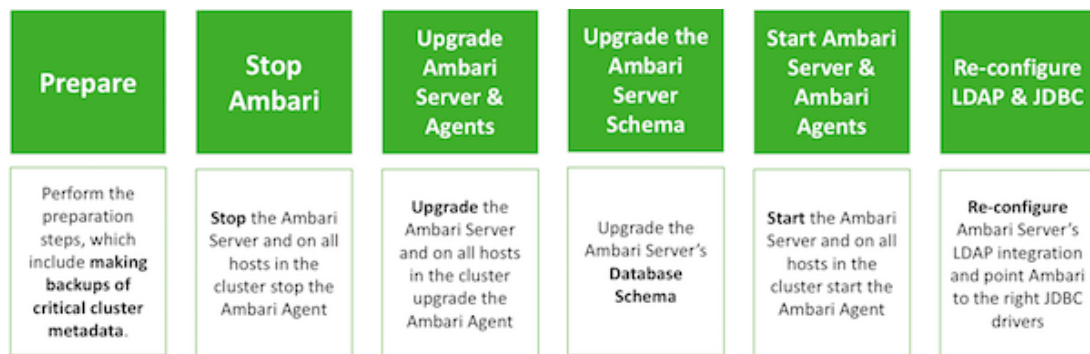 Prepare
Stop
Ambari
Upgrade
Ambari
Server &
Agents
Upgrade the
Ambari
Server
Schema
Start Ambari
Server &
Ambari
Agents
Re-configure
LDAP & JDBC
Perform the
preparation
steps, which
include making
backups of
critical cluster
metadata.
Stop the Ambari
Server and on all
hosts in the
cluster stop the
Ambari Agent
Upgrade the
Ambari Server
and on all hosts
in the cluster
upgrade the
Ambari Agent
Upgrade the
Ambari Server's
Database
Schema
Start the Ambari
Server and on all
hosts in the
cluster start the
Ambari Agent
Re-configure
Ambari Server's
LDAP integration
and point Ambari
to the right JDBC
drivers